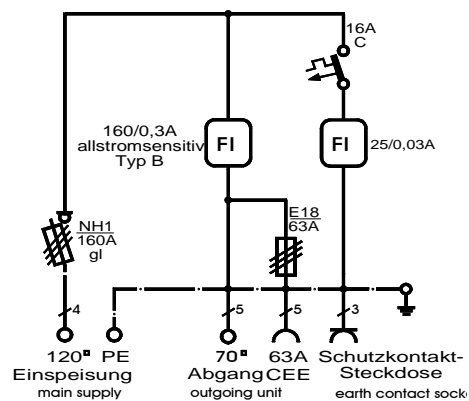 16A
C
160/0,3A
allstromsensitiv
Typ B
FI
FI
25/0,03A
NH1
160A
gl
E18
63A
4
5
5
3
120▫ PE
70▫
63A
Schutzkontakt-
Steckdose
Einspeisung
Abgang
CEE
main supply
outgoing unit
earth contact socke